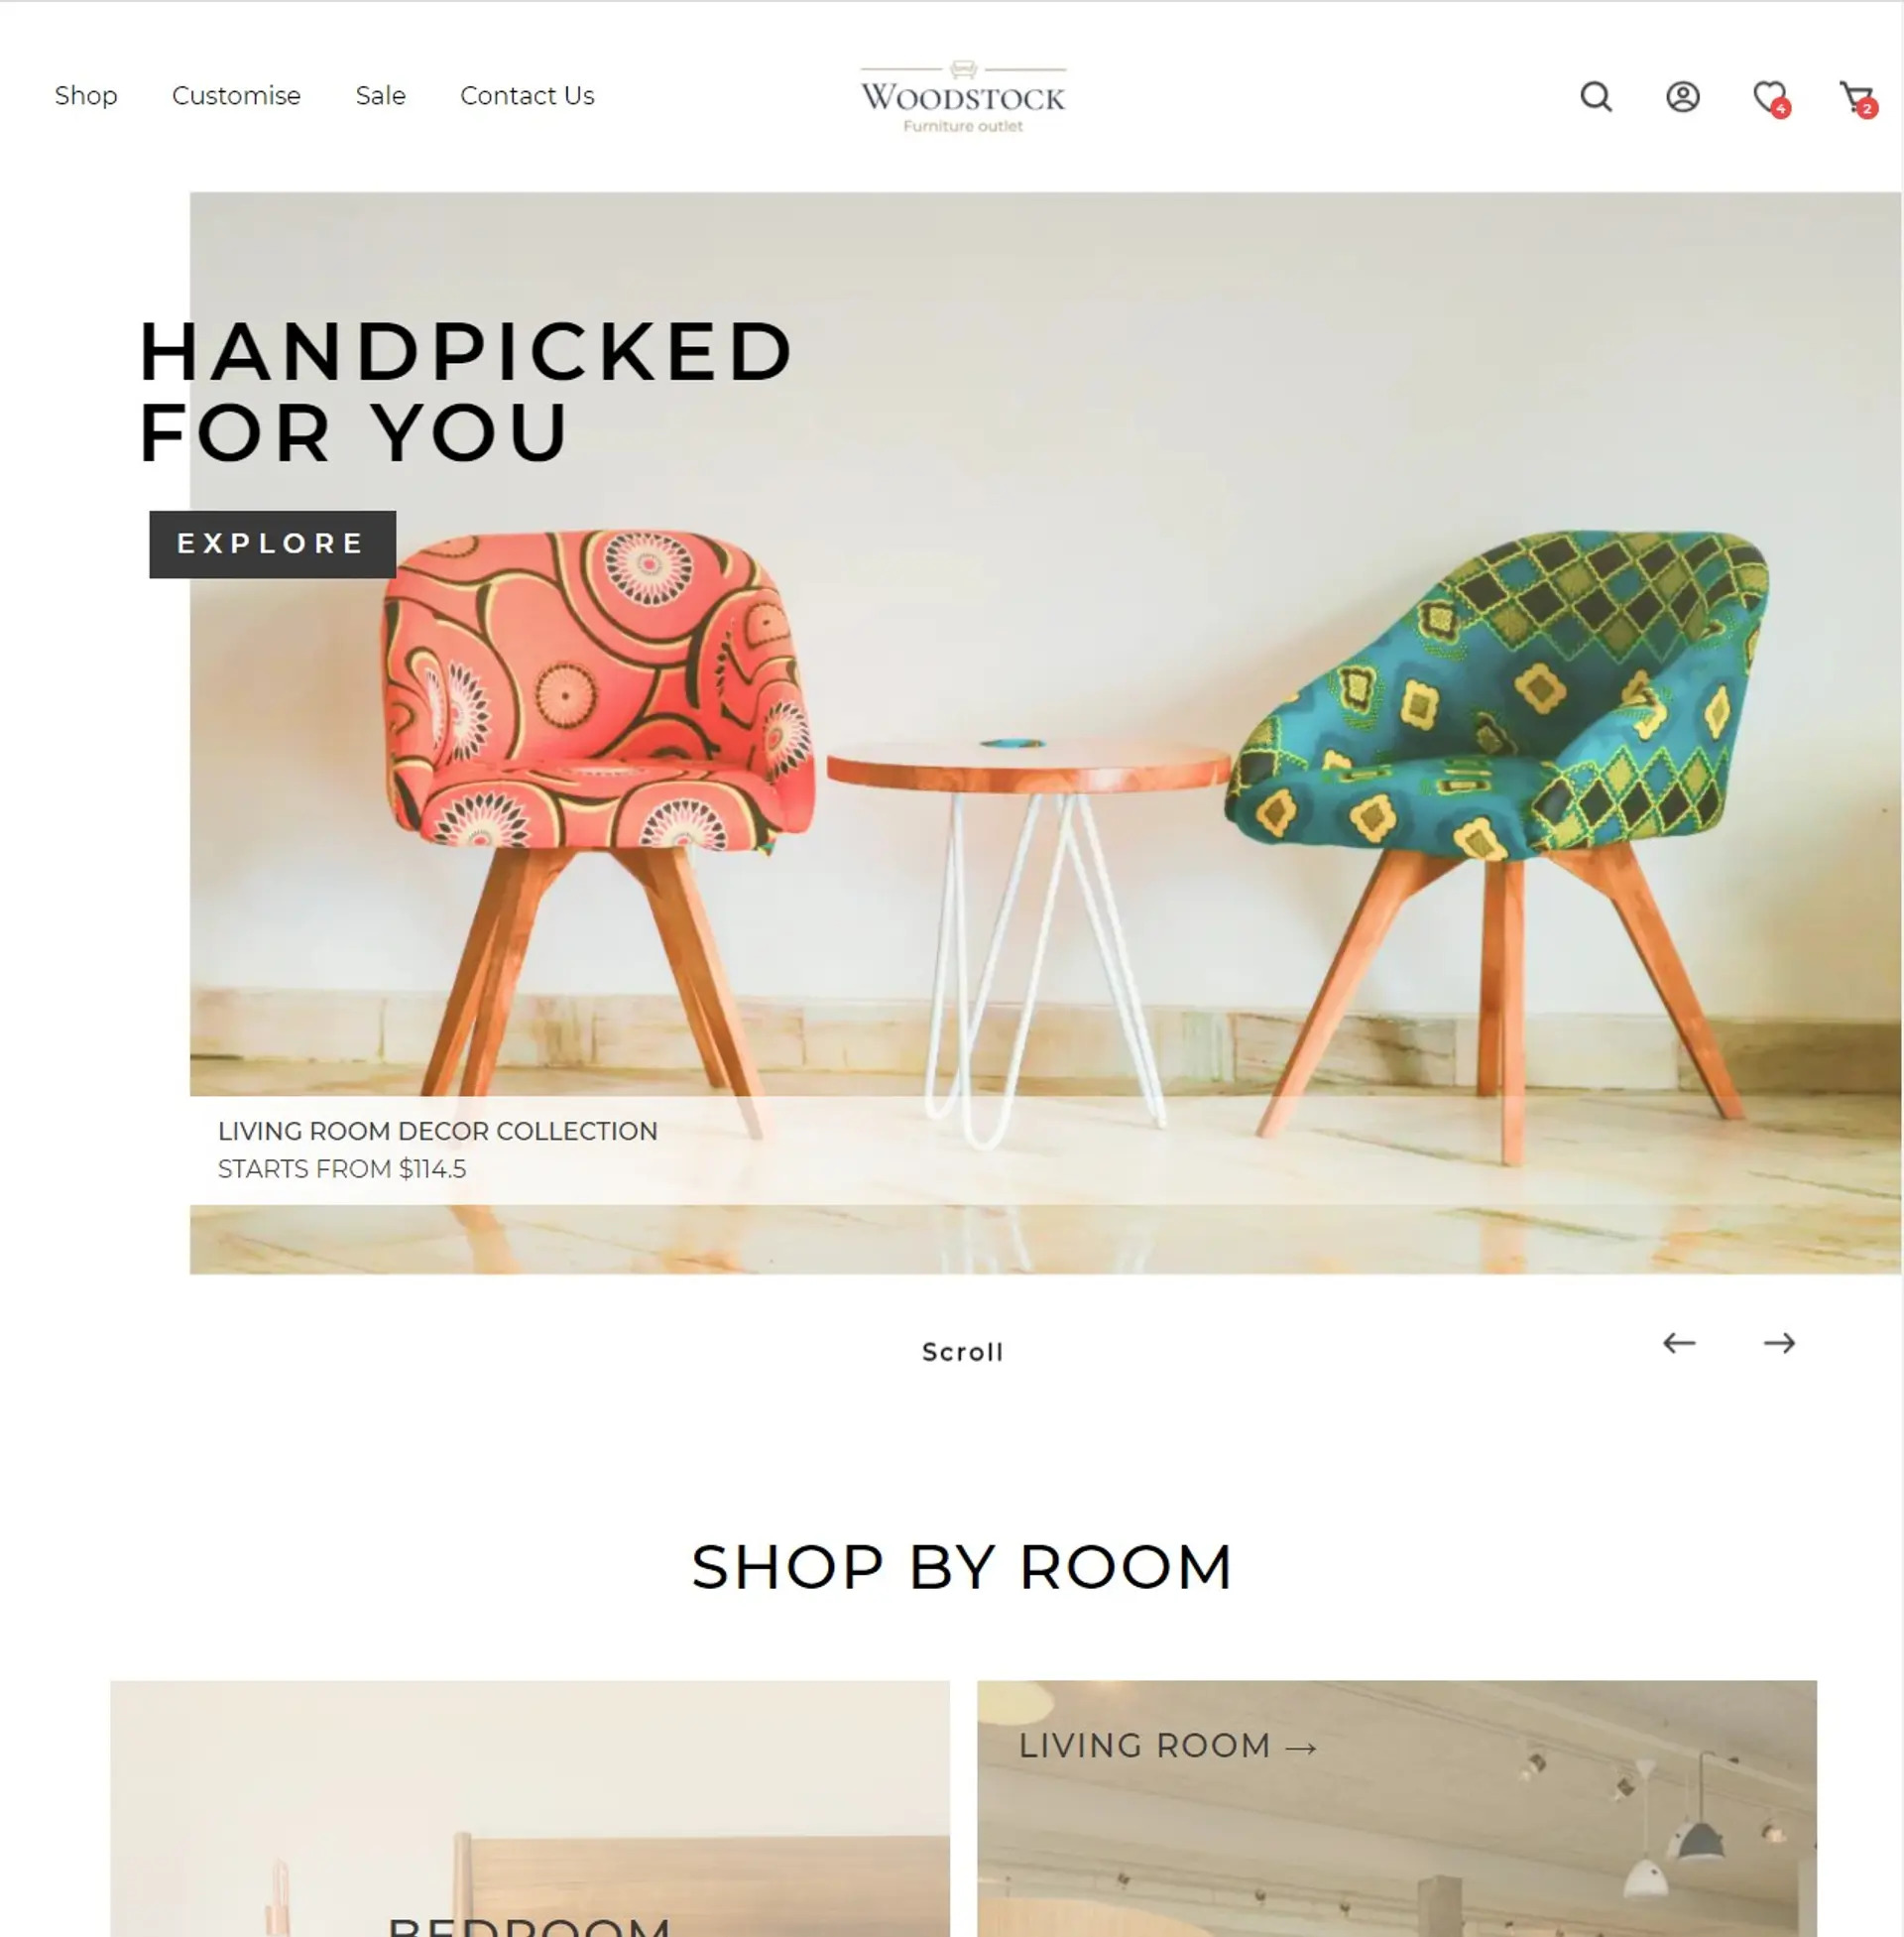 Shop Customise Sale Contact Us
WOODSTOCK
Furniture outlet
4
2
HANDPICKED
FOR YOU
EXPLORE
LIVING ROOM DECOR COLLECTION
STARTS FROM $114.5
Scroll
← →
SHOP BY ROOM
LIVING ROOM →
BEDROOM